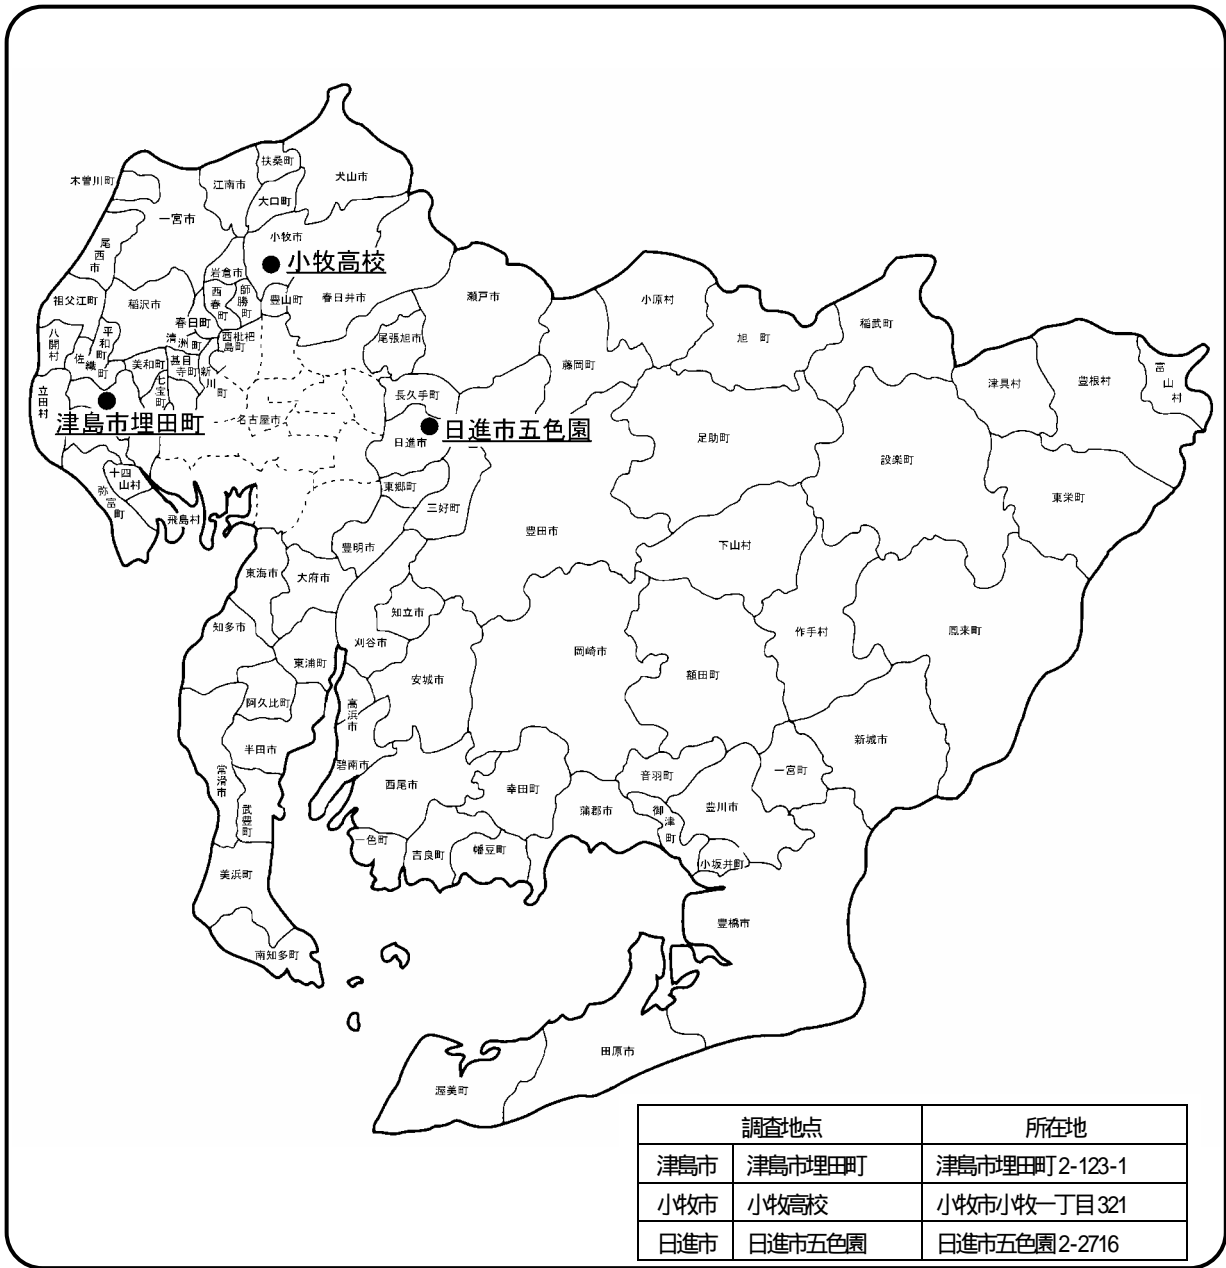 扶桑町
木曽川町
江南市
犬山市
大口町
一宮市
小牧市
尾西市
小牧高校
岩倉市
祖父江町
稲沢市
西春町
師勝町
豊山町
春日井市
瀬戸市
小原村
稲武町
春日町
八開村
平和町
清洲町
西枇杷島町
尾張旭市
旭町
佐織町
美和町
甚目寺町
新川町
藤岡町
津具村
豊根村
富山村
立田村
七宝町
長久手町
津島市埋田町
名古屋市
日進市五色園
日進市
足助町
設楽町
十四山村
弥富町
東郷町
東栄町
飛島村
三好町
豊明市
豊田市
下山村
東海市
大府市
知多市
知立市
刈谷市
作手村
鳳来町
東浦町
岡崎市
額田町
安城市
阿久比町
高浜市
半田市
新城市
碧南市
常滑市
西尾市
幸田町
音羽町
一宮町
武豊町
蒲郡市
御津町
豊川市
一色町
吉良町
幡豆町
小坂井町
美浜町
豊橋市
南知多町
田原市
渥美町
調査地点 所在地
津島市 津島市埋田町 津島市埋田町2-123-1
小牧市 小牧高校 小牧市小牧一丁目321
日進市 日進市五色園 日進市五色園2-2716